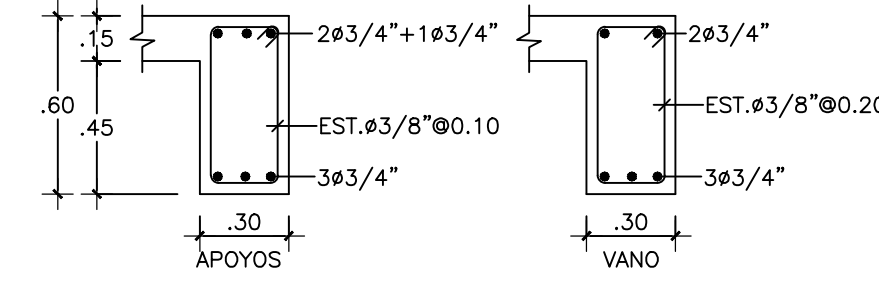 .15
.60
.45
2ø3/4”+1ø3/4”
EST.ø3/8”@0.10
3ø3/4”
.30
APOYOS
2ø3/4”
EST.ø3/8”@0.20
3ø3/4”
.30
VANO